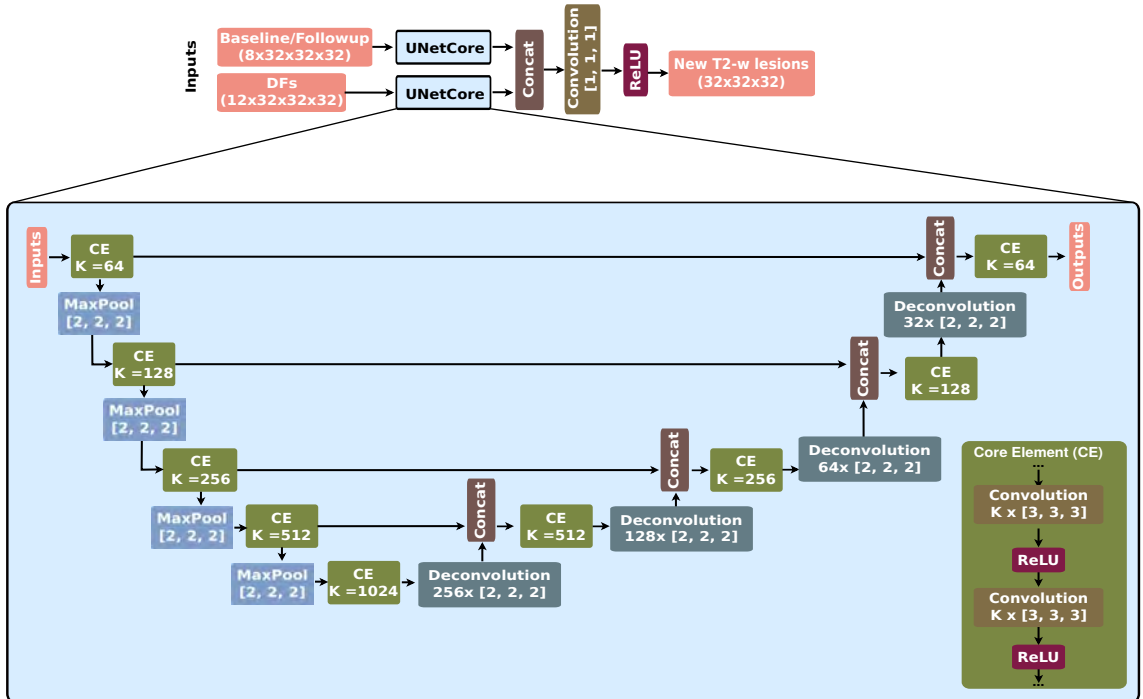 Inputs
Baseline/Followup
(8x32x32x32)
UNetCore
DFs
(12x32x32x32)
UNetCore
Concat
Convolution
[1, 1, 1]
ReLU
New T2-w lesions
(32x32x32)
Inputs
CE
K =64
Concat
CE
K =64
Outputs
MaxPool
[2, 2, 2]
Deconvolution
32x [2, 2, 2]
CE
K =128
Concat
CE
K =128
MaxPool
[2, 2, 2]
CE
K =256
Concat
CE
K =256
Deconvolution
64x [2, 2, 2]
MaxPool
[2, 2, 2]
CE
K =512
Concat
CE
K =512
Deconvolution
128x [2, 2, 2]
MaxPool
[2, 2, 2]
CE
K =1024
Deconvolution
256x [2, 2, 2]
Core Element (CE)
...
Convolution
K x [3, 3, 3]
ReLU
Convolution
K x [3, 3, 3]
ReLU
...